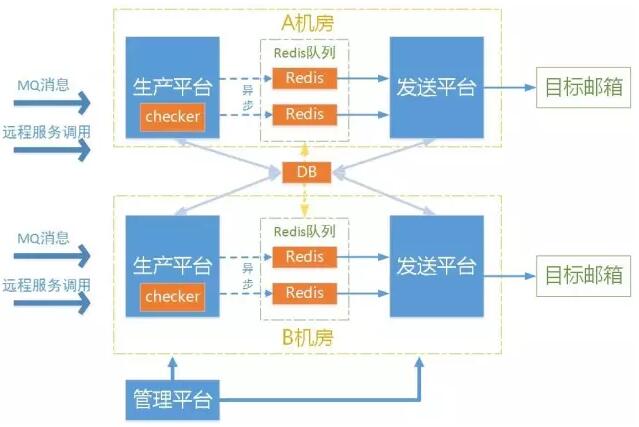 A机房
Redis队列
MQ消息
生产平台
Redis
异步
发送平台
目标邮箱
checker
Redis
远程服务调用
DB
Redis队列
MQ消息
生产平台
Redis
异步
发送平台
目标邮箱
远程服务调用
checker
Redis
B机房
管理平台